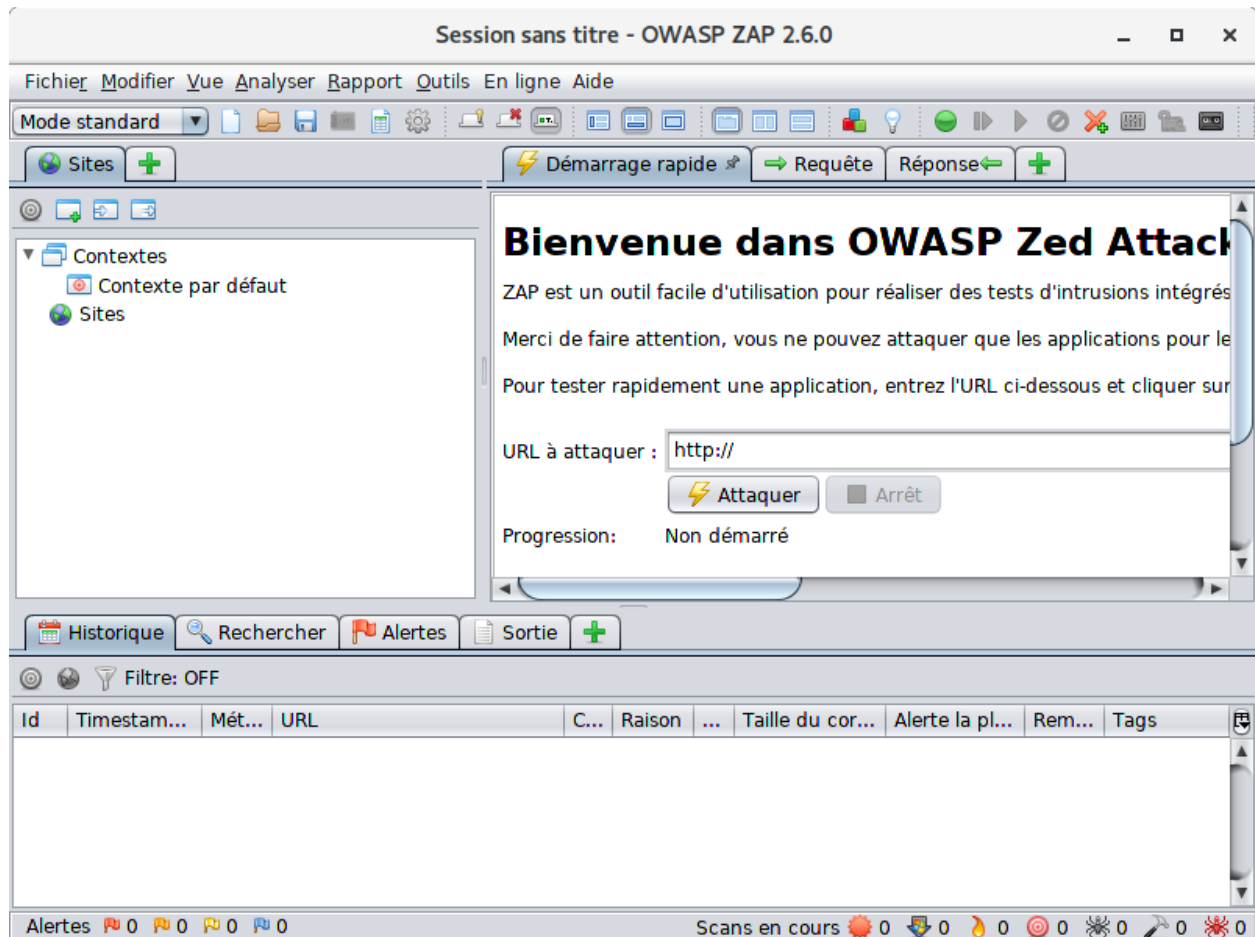 Session sans titre - OWASP ZAP 2.6.0
Fichier Modifier Vue Analyser Rapport Outils En ligne Aide
Mode standard
Sites
Démarrage rapide
Requête
Réponse
Contextes
Contexte par défaut
Sites
Bienvenue dans OWASP Zed Attack
ZAP est un outil facile d'utilisation pour réaliser des tests d'intrusions intégrés
Merci de faire attention, vous ne pouvez attaquer que les applications pour le
Pour tester rapidement une application, entrez l'URL ci-dessous et cliquer sur
URL à attaquer : http://
Attaquer Arrêt
Progression: Non démarré
Historique Rechercher Alertes Sortie
Filtre: OFF
Id Timestam... Mét... URL C... Raison ... Taille du cor... Alerte la pl... Rem... Tags
Alertes 0 0 0 0 Scans en cours 0 0 0 0 0 0 0